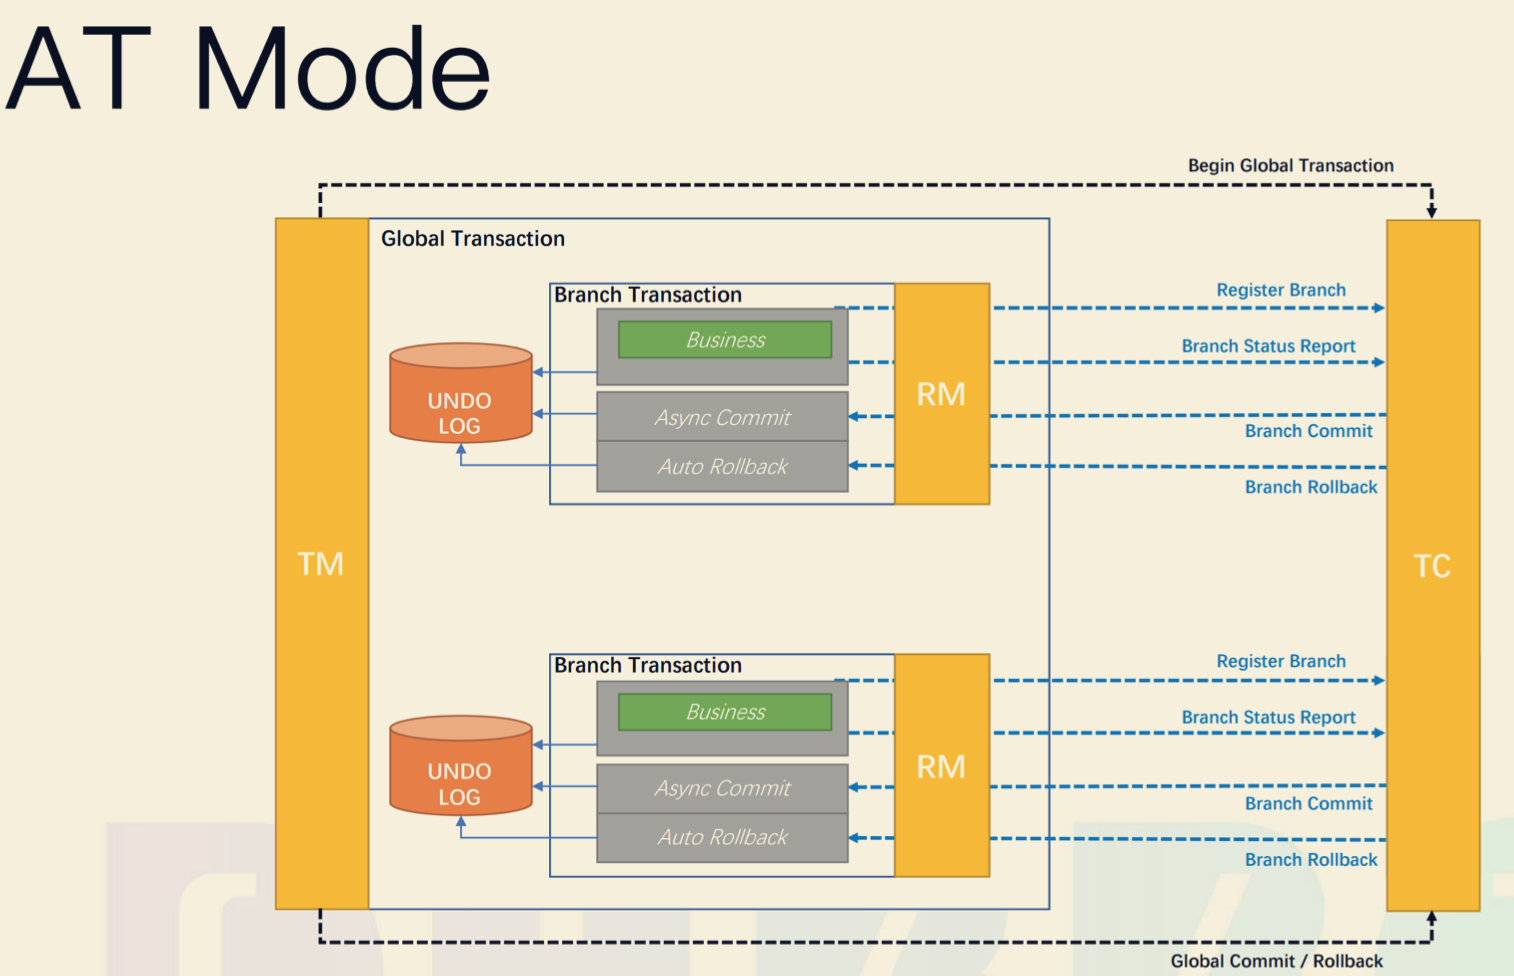 AT Mode
Begin Global Transaction
Global Transaction
Branch Transaction
Register Branch
Business
Branch Status Report
UNDO
LOG
RM
Async Commit
Branch Commit
Auto Rollback
Branch Rollback
TM
TC
Branch Transaction
Register Branch
Business
Branch Status Report
UNDO
LOG
RM
Async Commit
Branch Commit
Auto Rollback
Branch Rollback
Global Commit / Rollback